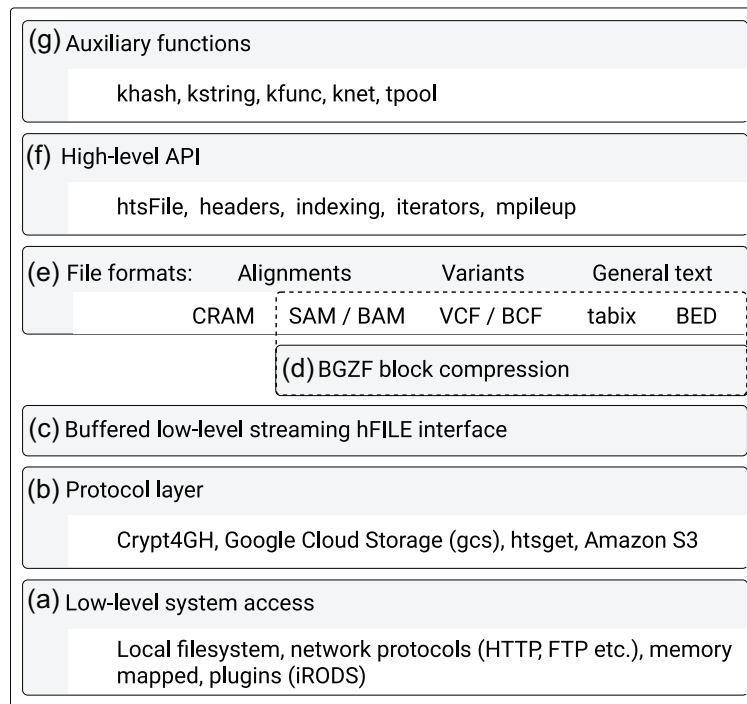 (g) Auxiliary functions
khash, kstring, kfunc, knet, tpool
(f) High-level API
htsFile, headers, indexing, iterators, mpileup
(e) File formats: Alignments Variants General text
CRAM SAM / BAM VCF / BCF tabix BED
(d) BGZF block compression
(c) Buffered low-level streaming hFILE interface
(b) Protocol layer
Crypt4GH, Google Cloud Storage (gcs), htsget, Amazon S3
(a) Low-level system access
Local filesystem, network protocols (HTTP, FTP etc.), memory
mapped, plugins (iRODS)